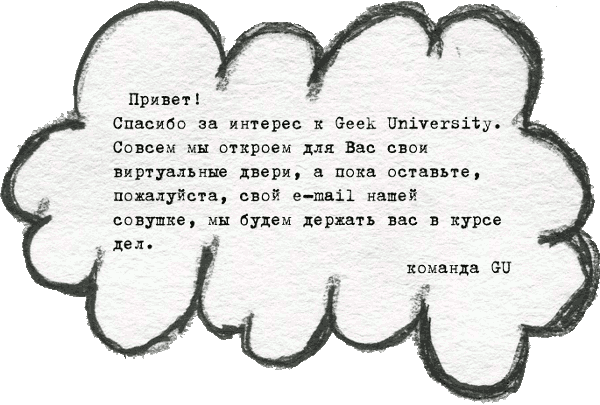 Привет!
Спасибо за интерес к Geek University.
Совсем мы откроем для Вас свои
виртуальные двери, а пока оставьте,
пожалуйста, свой e-mail нашей
совушке, мы будем держать вас в курсе
дел.
команда GU